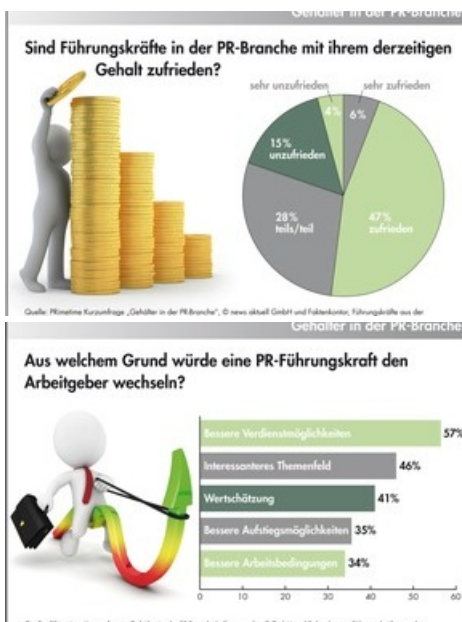 Gehälter in der PR-Branche
Sind Führungskräfte in der PR-Branche mit ihrem derzeitigen
Gehalt zufrieden?
sehr unzufrieden
sehr zufrieden
4%
6%
15%
unzufrieden
28%
teils/teil
47%
zufrieden
Quelle: PRimetime Kurzumfrage „Gehälter in der PR-Branche", © news aktuell GmbH und Faktenkontor, Führungskräfte aus der
Gehälter in der PR-Branche
Aus welchem Grund würde eine PR-Führungskraft den
Arbeitgeber wechseln?
Bessere Verdienstmöglichkeiten 57%
Interessanteres Themenfeld 46%
Wertschätzung 41%
Bessere Aufstiegsmöglichkeiten 35%
Bessere Arbeitsbedingungen 34%
0 10 20 30 40 50 60